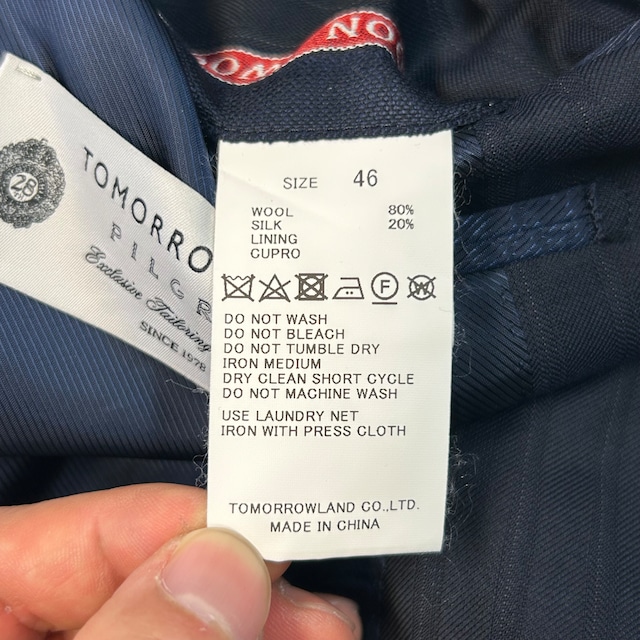 NO
28
TOMORRO
PILGR
Exclusive Tailoring
SINCE 1978
SIZE 46
WOOL 80%
SILK 20%
LINING
CUPRO
F
W
DO NOT WASH
DO NOT BLEACH
DO NOT TUMBLE DRY
IRON MEDIUM
DRY CLEAN SHORT CYCLE
DO NOT MACHINE WASH
USE LAUNDRY NET
IRON WITH PRESS CLOTH
TOMORROWLAND CO.,LTD.
MADE IN CHINA